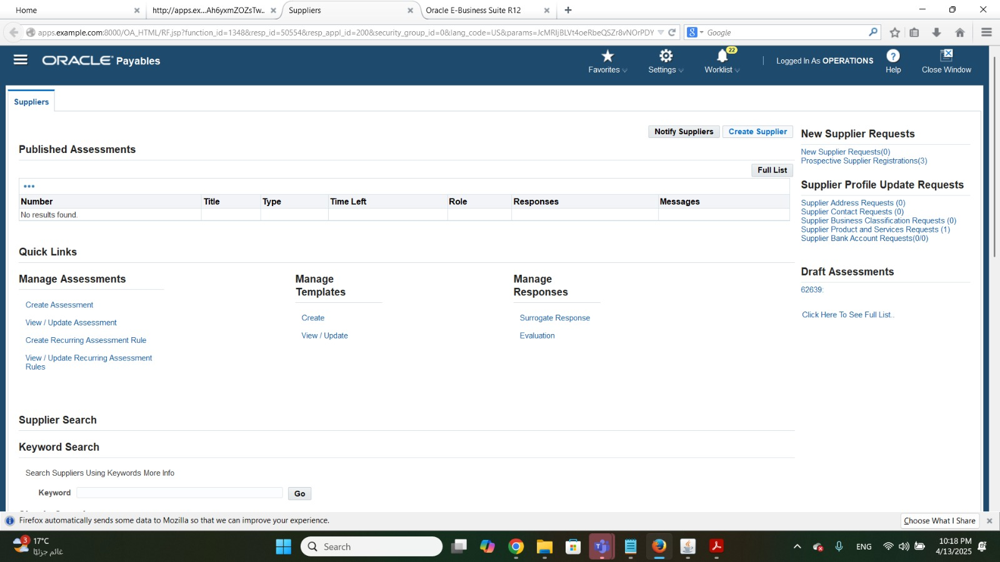 Home
http://apps.ex...Ah6yxmZOZsTw..
Suppliers
Oracle E-Business Suite R12
apps.example.com:8000/OA_HTML/RF.jsp?function_id=1348&resp_id=50554&resp_appl_id=200&security_group_id=0&lang_code=US&params=JcMRIjBLVt4oeRbeQSZr8vNOrPDY
Google
ORACLE Payables
Favorites
Settings
22
Worklist
Logged In As OPERATIONS
Help
Close Window
Suppliers
Notify Suppliers
Create Supplier
Published Assessments
Full List
Number Title Type Time Left Role Responses Messages
No results found.
Quick Links
Manage Assessments
Create Assessment
View / Update Assessment
Create Recurring Assessment Rule
View / Update Recurring Assessment
Rules
Manage
Templates
Create
View / Update
Manage
Responses
Surrogate Response
Evaluation
New Supplier Requests
New Supplier Requests(0)
Prospective Supplier Registrations(3)
Supplier Profile Update Requests
Supplier Address Requests (0)
Supplier Contact Requests (0)
Supplier Business Classification Requests (0)
Supplier Product and Services Requests (1)
Supplier Bank Account Requests(0/0)
Draft Assessments
62639:
Click Here To See Full List..
Supplier Search
Keyword Search
Search Suppliers Using Keywords More Info
Keyword
Go
Firefox automatically sends some data to Mozilla so that we can improve your experience.
Choose What I Share
3
17°C
غائم جزئيًا
Search
ENG
10:18 PM
4/13/2025